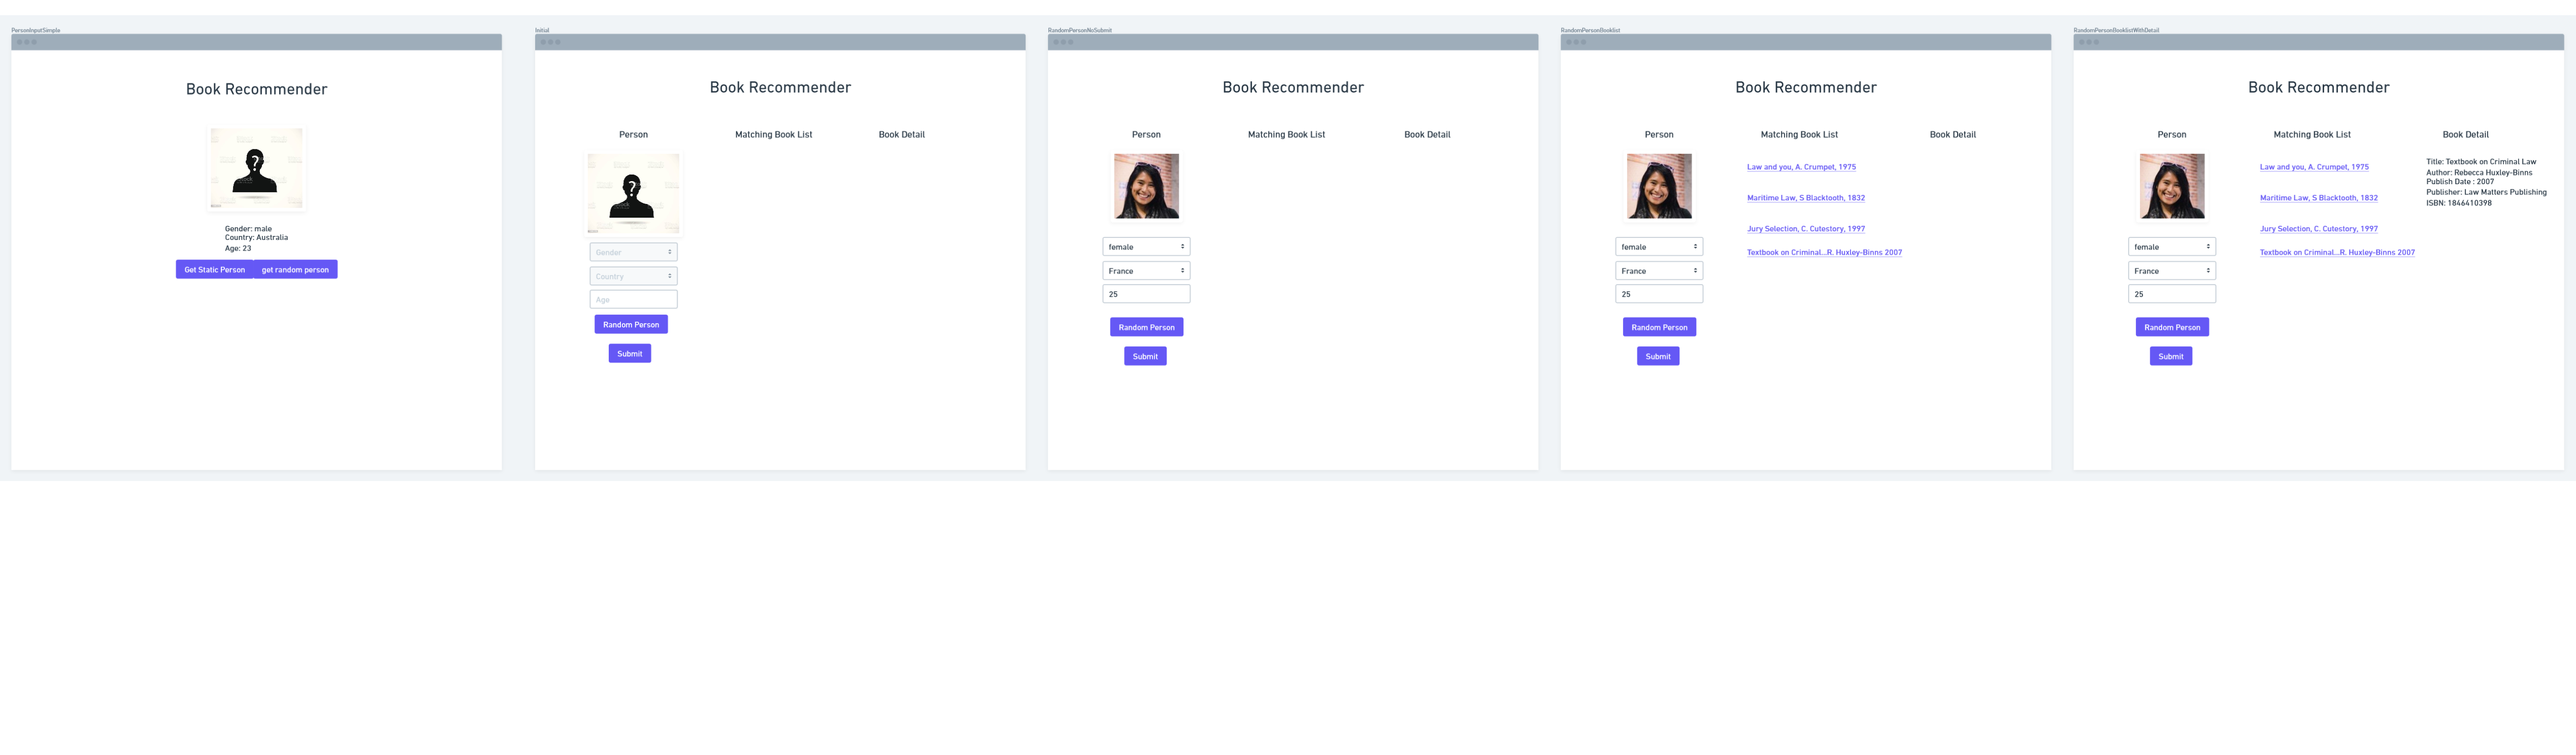 PersonInputSimple
Book Recommender
?
Gender: male
Country: Australia
Age: 23
Get Static Person
get random person
Initial
Book Recommender
Person
Matching Book List
Book Detail
?
Gender
Country
Age
Random Person
Submit
RandomPersonNoSubmit
Book Recommender
Person
Matching Book List
Book Detail
female
France
25
Random Person
Submit
RandomPersonBooklist
Book Recommender
Person
Matching Book List
Book Detail
female
France
25
Random Person
Submit
Law and you, A. Crumpet, 1975
Maritime Law, S Blacktooth, 1832
Jury Selection, C. Cutestory, 1997
Textbook on Criminal...R. Huxley-Binns 2007
RandomPersonBooklistWithDetail
Book Recommender
Person
Matching Book List
Book Detail
female
France
25
Random Person
Submit
Law and you, A. Crumpet, 1975
Maritime Law, S Blacktooth, 1832
Jury Selection, C. Cutestory, 1997
Textbook on Criminal...R. Huxley-Binns 2007
Title: Textbook on Criminal Law
Author: Rebecca Huxley-Binns
Publish Date : 2007
Publisher: Law Matters Publishing
ISBN: 1846410398